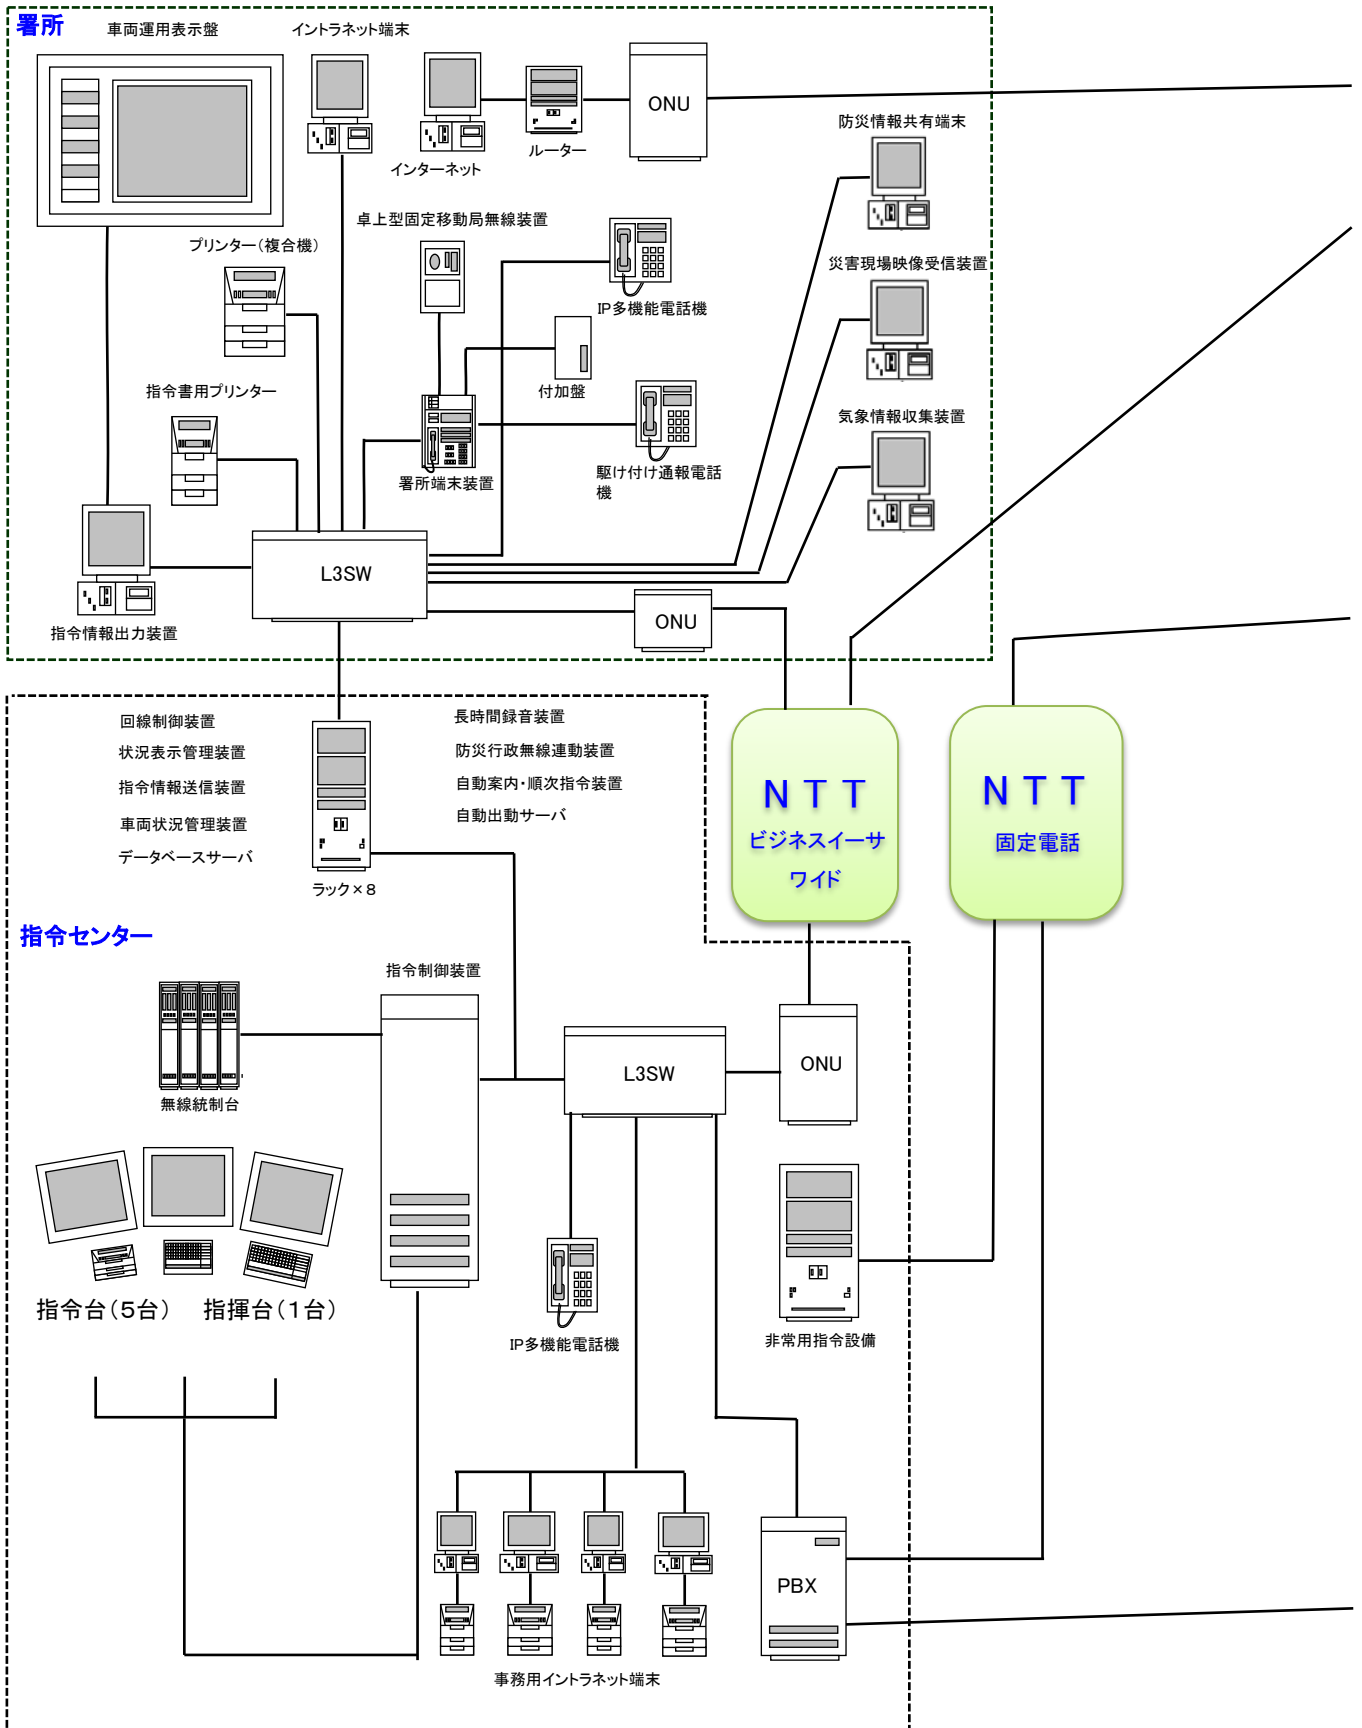 署所
車両運用表示盤
イントラネット端末
ONU
防災情報共有端末
インターネット
ルーター
卓上型固定移動局無線装置
プリンター(複合機)
災害現場映像受信装置
IP多機能電話機
指令書用プリンター
付加盤
気象情報収集装置
署所端末装置
駆け付け通報電話
機
L3SW
指令情報出力装置
ONU
回線制御装置
長時間録音装置
状況表示管理装置
防災行政無線連動装置
指令情報送信装置
自動案内・順次指令装置
車両状況管理装置
自動出動サーバ
データベースサーバ
ラック×8
NTT
ビジネスイーサ
ワイド
NTT
固定電話
指令センター
指令制御装置
L3SW
ONU
無線統制台
指令台(5台)
指揮台(1台)
IP多機能電話機
非常用指令設備
PBX
事務用イントラネット端末